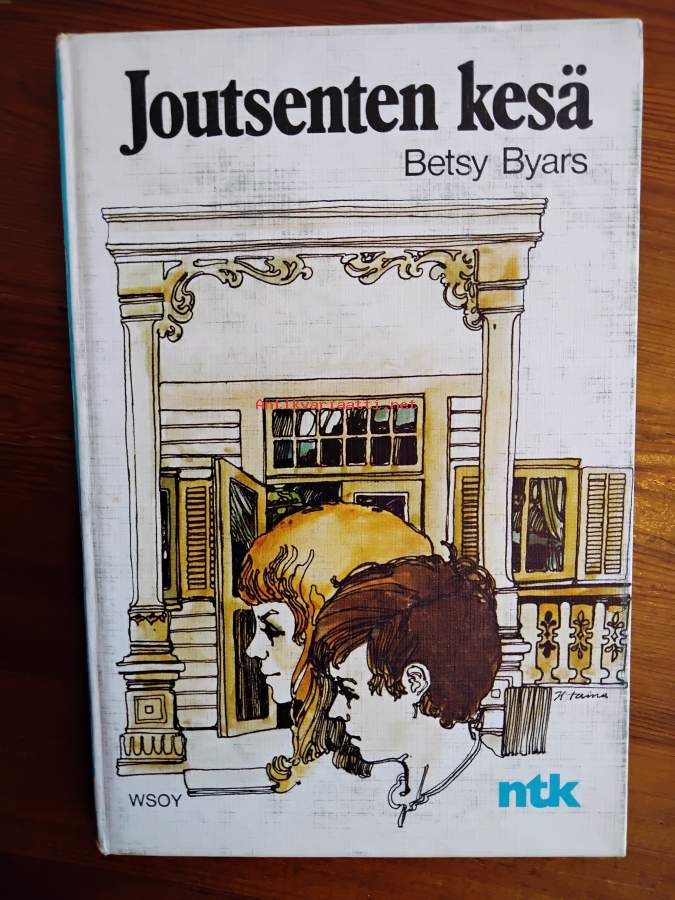 Joutsenten kesä
Betsy Byars
Antikvariaatti.net
H. Taina
WSOY
ntk